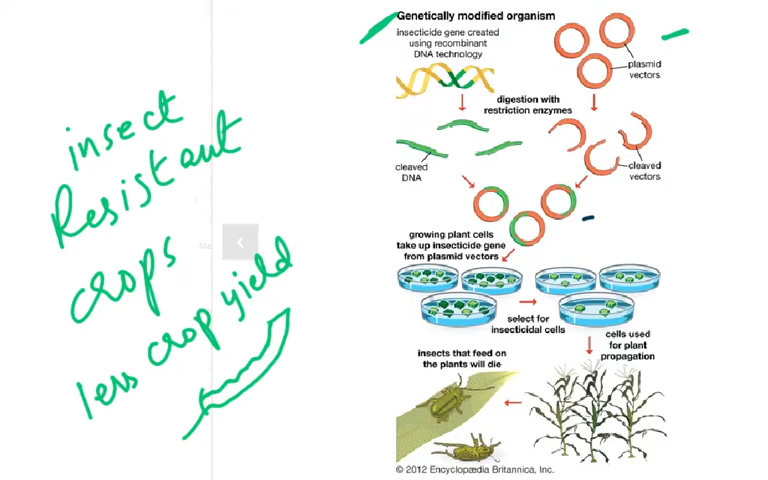 insect
Resistant
crops
less crop yield
Genetically modified organism
insecticide gene created
using recombinant
DNA technology
plasmid
vectors
digestion with
restriction enzymes
cleaved
DNA
cleaved
vectors
growing plant cells
take up insecticide gene
from plasmid vectors
select for
insecticidal cells
cells used
for plant
propagation
insects that feed on
the plants will die
© 2012 Encyclopædia Britannica, Inc.